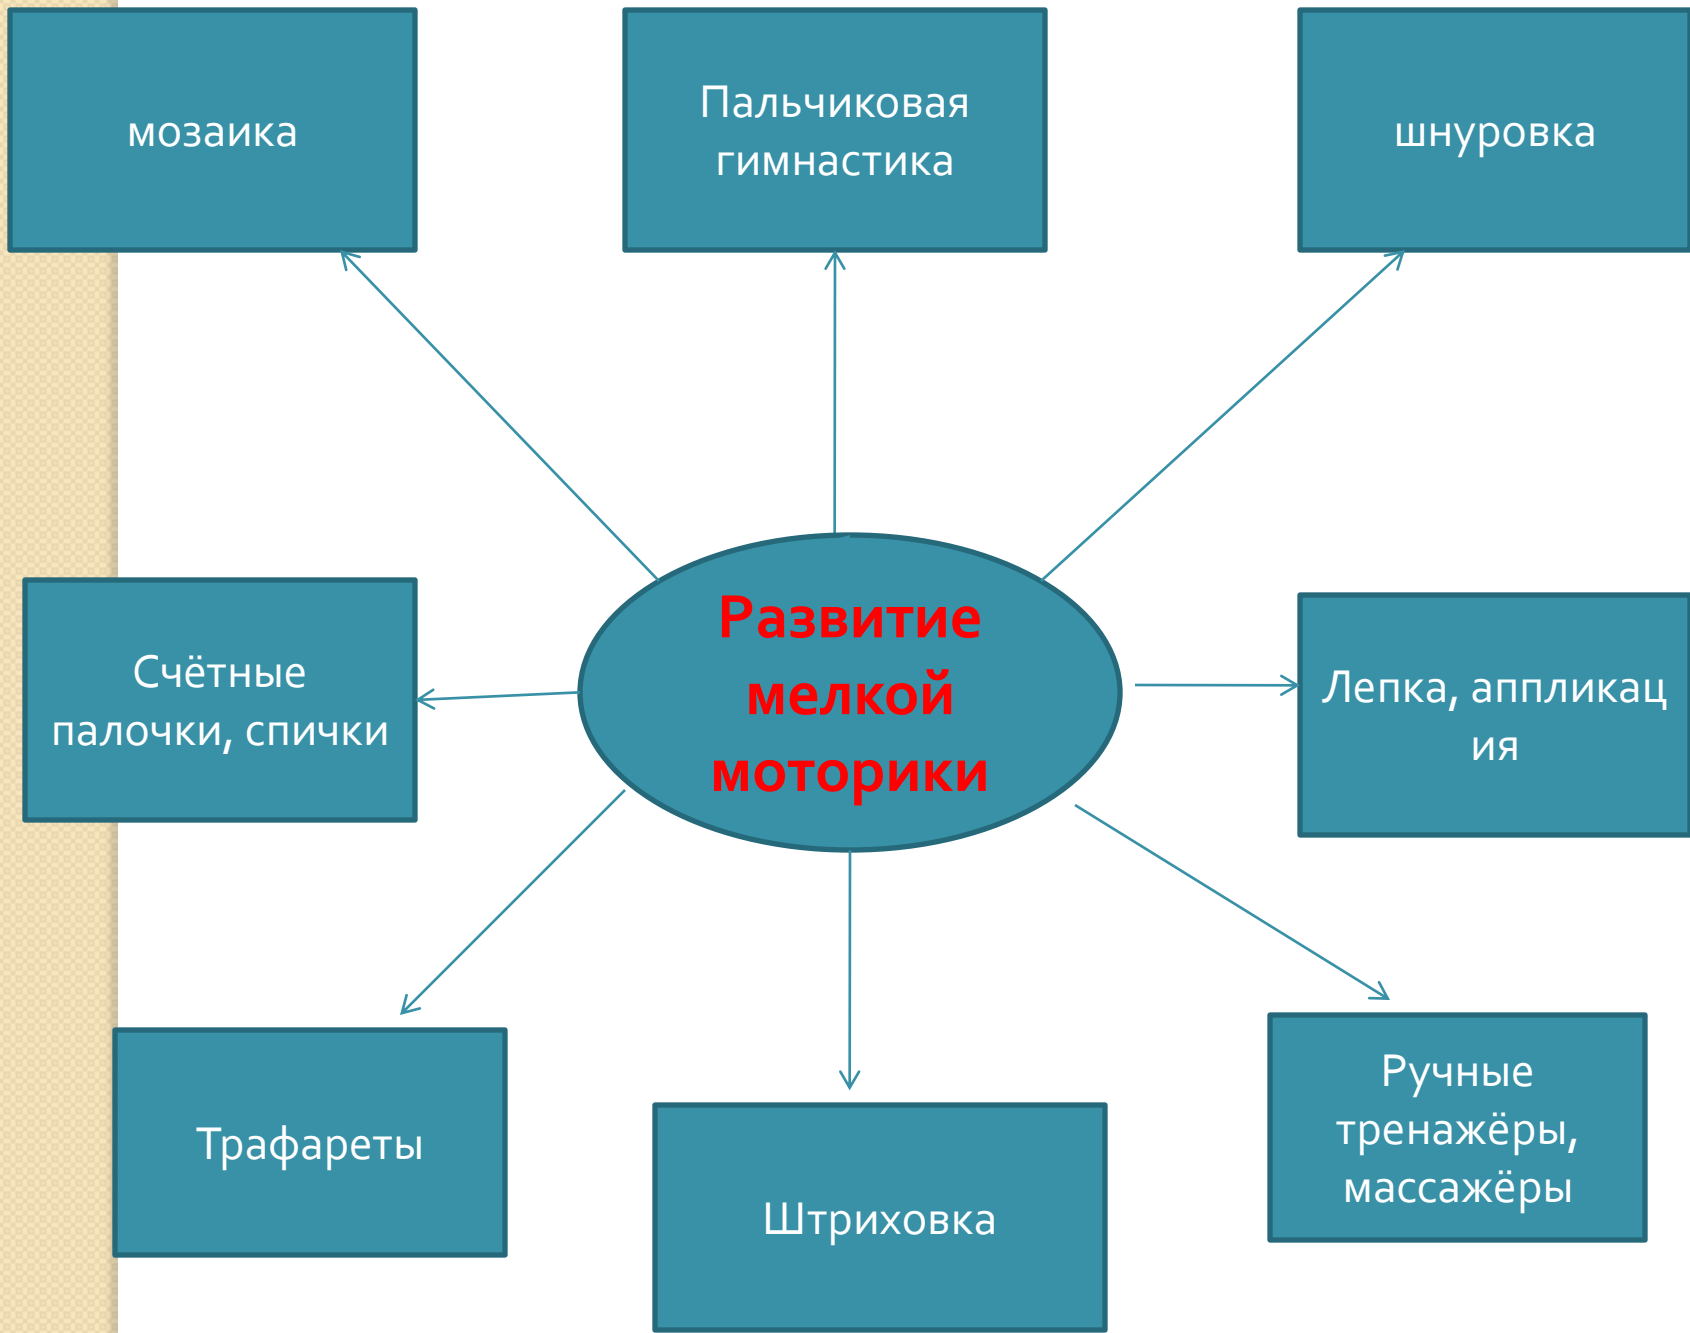 мозаика
Пальчиковая
гимнастика
шнуровка
Развитие
мелкой
моторики
Счётные
палочки, спички
Лепка, аппликац
ия
Трафареты
Штриховка
Ручные
тренажёры,
массажёры